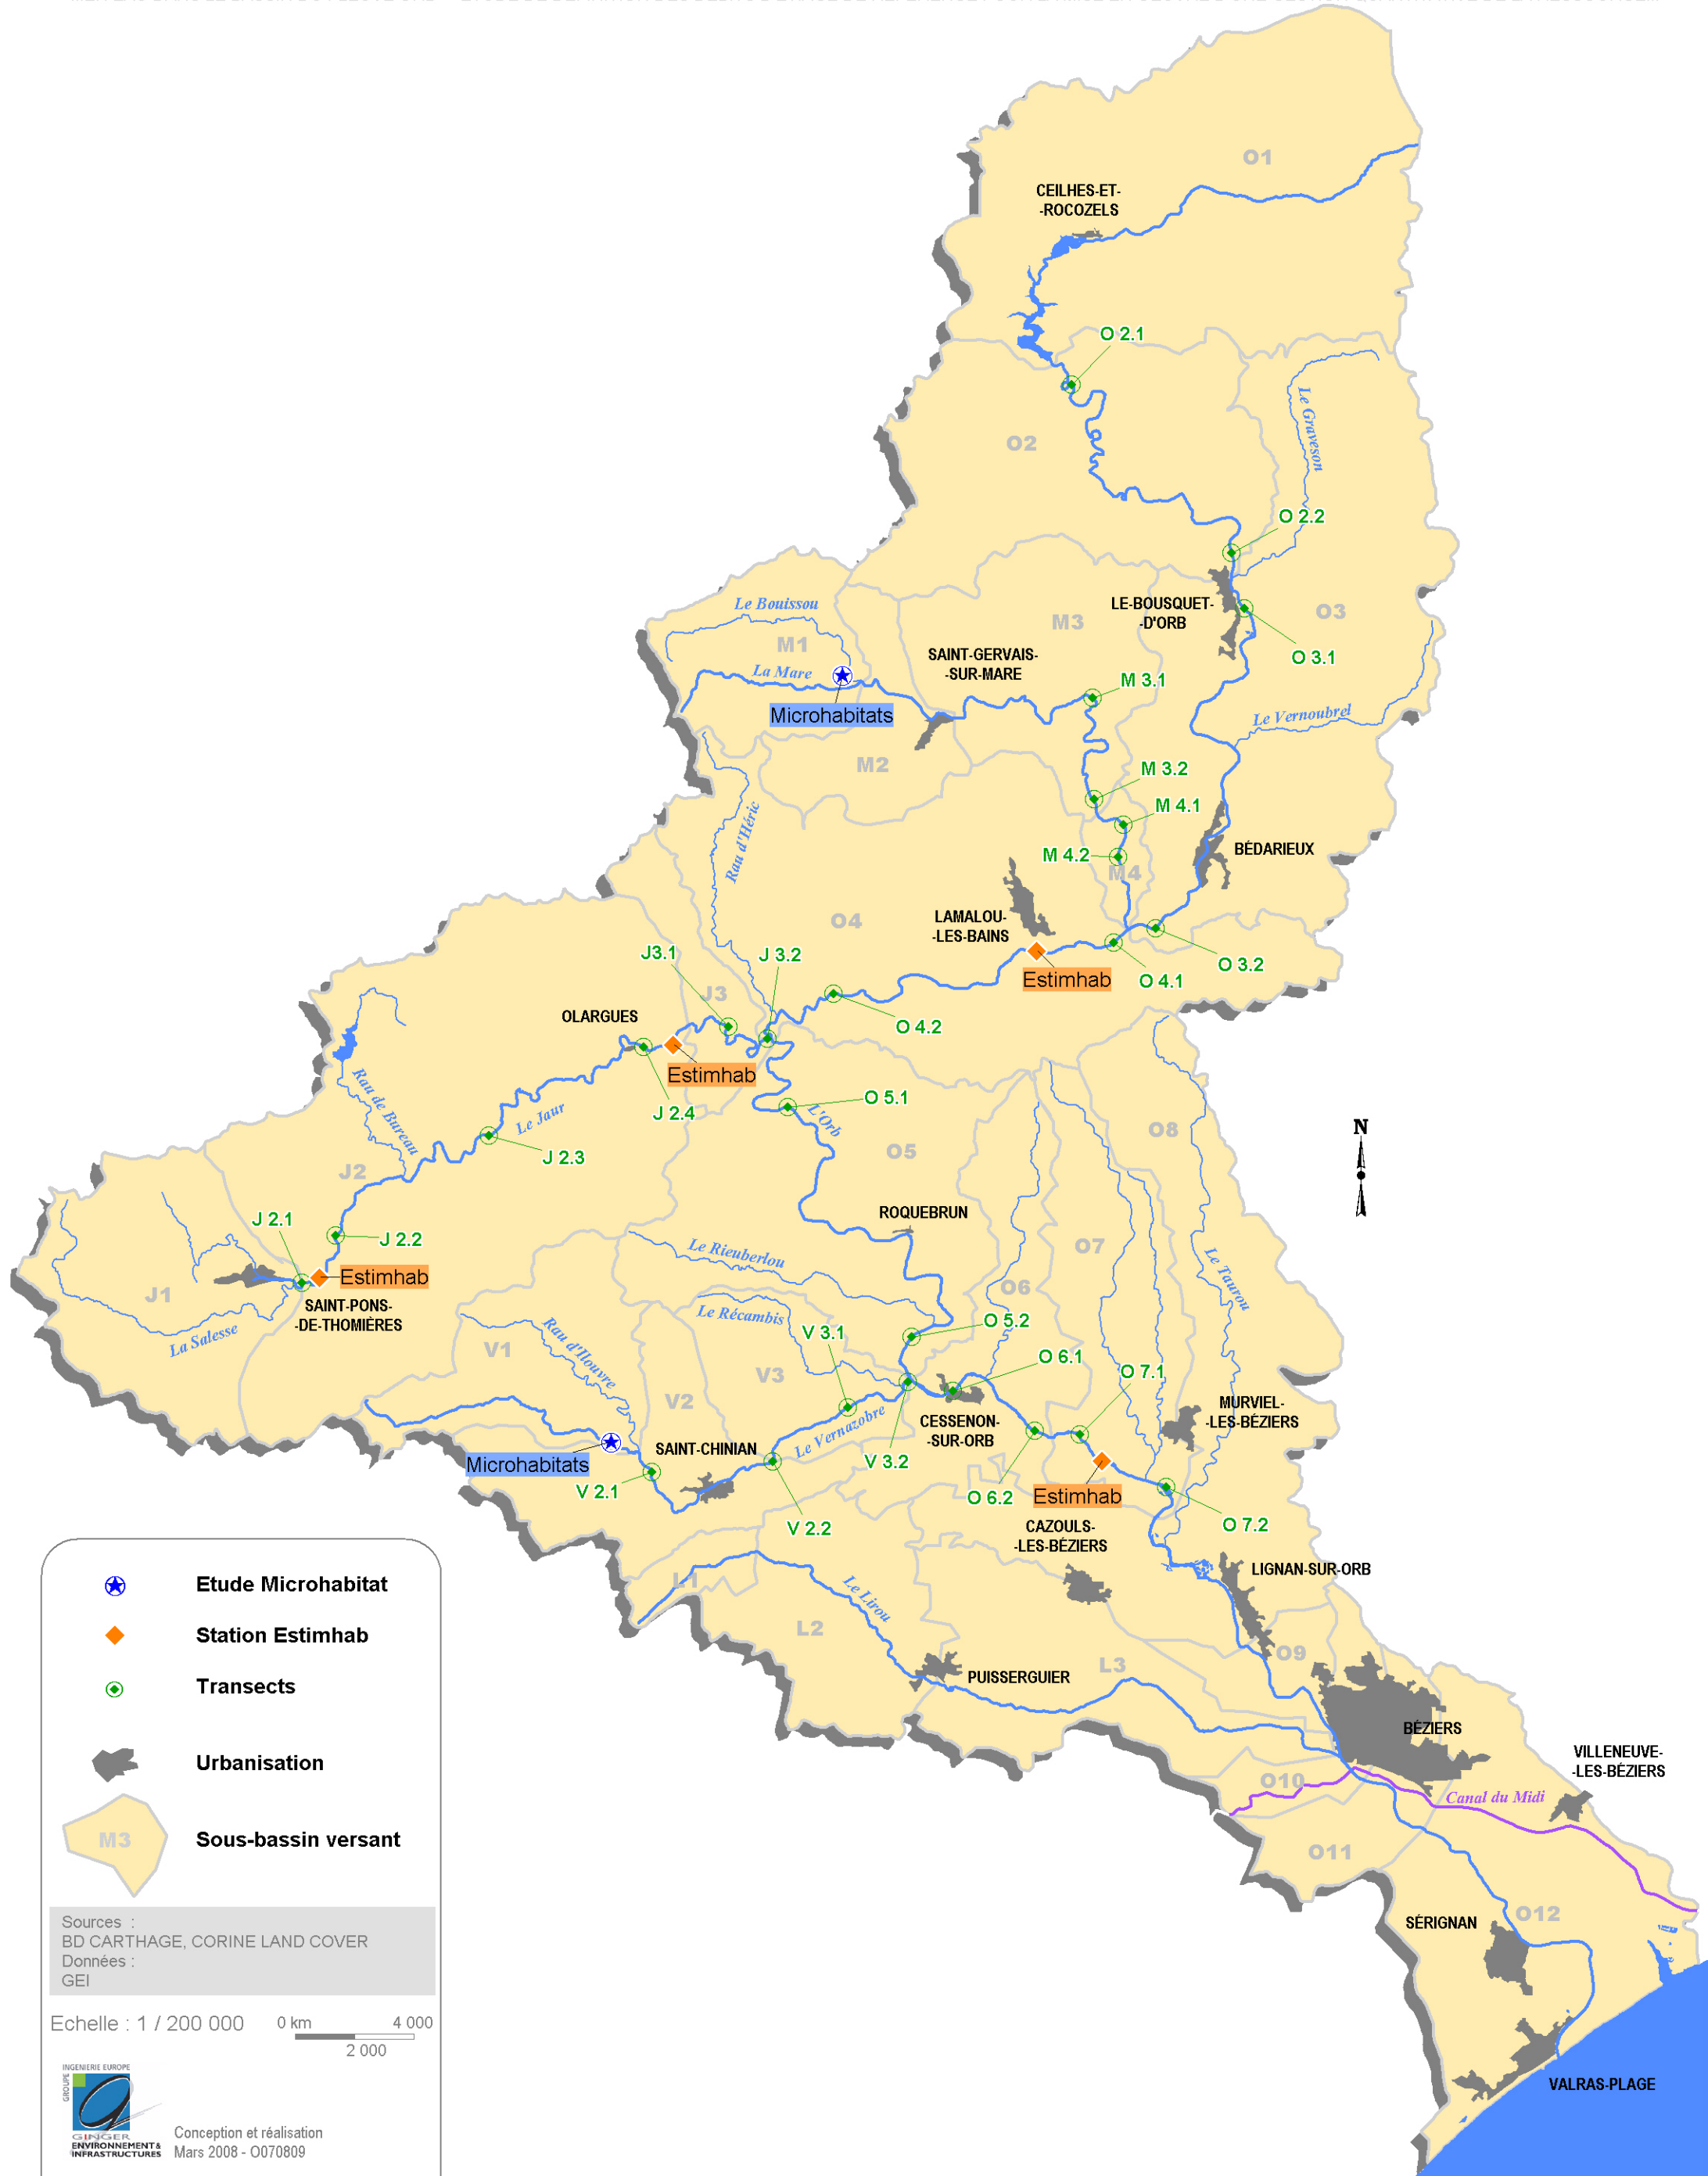 O1
CEILHES-ET-
-ROCOZELS
O 2.1
Le Graveson
O2
O 2.2
Le Bouissou
LE-BOUSQUET-
-D'ORB
O3
M3
M1
SAINT-GERVAIS-
-SUR-MARE
O 3.1
La Mare
M 3.1
Microhabitats
Le Vernoubrel
M2
M 3.2
M 4.1
Rau d'Héric
BÉDARIEUX
M 4.2
M4
O4
LAMALOU-
-LES-BAINS
J3.1
J 3.2
O 3.2
Estimhab
O 4.1
J3
OLARGUES
O 4.2
Estimhab
Rau de Bureau
J 2.4
Le Jaur
O 5.1
L'Orb
O8
J 2.3
O5
N
J2
ROQUEBRUN
J 2.1
J 2.2
Le Rieuberlou
O7
Le Taurou
Estimhab
O6
J1
SAINT-PONS-
-DE-THOMIÈRES
Le Récambis
La Salesse
V 3.1
O 5.2
V1
Rau d'Ilouvre
O 6.1
O 7.1
V3
V2
MURVIEL-
-LES-BÉZIERS
CESSENON-
-SUR-ORB
Le Vernazobre
SAINT-CHINIAN
Microhabitats
V 3.2
V 2.1
O 6.2
Estimhab
V 2.2
O 7.2
CAZOULS-
-LES-BÉZIERS
LIGNAN-SUR-ORB
L1
Le Lirou
L2
O9
L3
PUISSERGUIER
BÉZIERS
VILLENEUVE-
-LES-BÉZIERS
O10
Canal du Midi
O11
O12
SÉRIGNAN
VALRAS-PLAGE
Etude Microhabitat
Station Estimhab
Transects
Urbanisation
M3
Sous-bassin versant
Sources :
BD CARTHAGE, CORINE LAND COVER
Données :
GEI
Echelle : 1 / 200 000
0 km
4 000
2 000
INGENIERIE EUROPE
GROUPE
GINGER
ENVIRONNEMENT&
INFRASTRUCTURES
Conception et réalisation
Mars 2008 - O070809